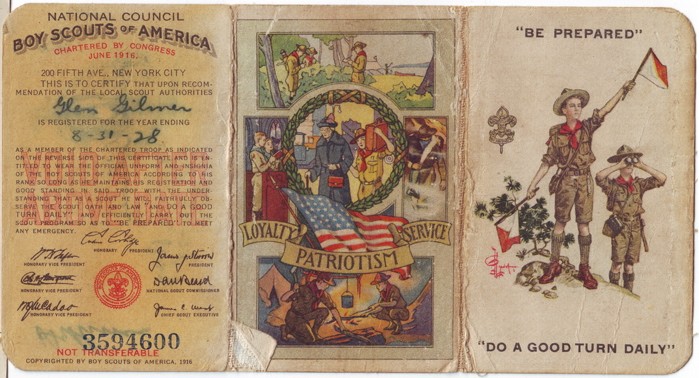 NATIONAL COUNCIL
BOY SCOUTS OF AMERICA
CHARTERED BY CONGRESS
JUNE 1916.
200 FIFTH AVE., NEW YORK CITY
THIS IS TO CERTIFY THAT UPON RECOM-
MENDATION OF THE LOCAL SCOUT AUTHORITIES
Glen Gilmer
IS REGISTERED FOR THE YEAR ENDING
8-31-28
AS A MEMBER OF THE CHARTERED TROOP AS INDICATED
ON THE REVERSE SIDE OF THIS CERTIFICATE, AND IS EN-
TITLED TO WEAR THE OFFICIAL UNIFORM AND INSIGNIA
OF THE BOY SCOUTS OF AMERICA ACCORDING TO HIS
RANK, SO LONG AS HE MAINTAINS HIS REGISTRATION AND
GOOD STANDING. HE IS WITH THE UNDER-
STANDING THAT AS A SCOUT HE WILL FAITHFULLY OB-
SERVE THE SCOUT OATH AND LAW AND "DO A GOOD
TURN DAILY" AND EFFICIENTLY CARRY OUT THE
SCOUT PROGRAM SO AS TO "BE PREPARED" TO MEET
ANY EMERGENCY.
HONORARY PRESIDENT
HONORARY VICE PRESIDENT
PRESIDENT
HONORARY VICE PRESIDENT
NATIONAL SCOUT COMMISSIONER
HONORARY VICE PRESIDENT
CHIEF SCOUT EXECUTIVE
3594600
NOT TRANSFERABLE
COPYRIGHTED BY BOY SCOUTS OF AMERICA, 1916
LOYALTY
SERVICE
PATRIOTISM
"BE PREPARED"
"DO A GOOD TURN DAILY"